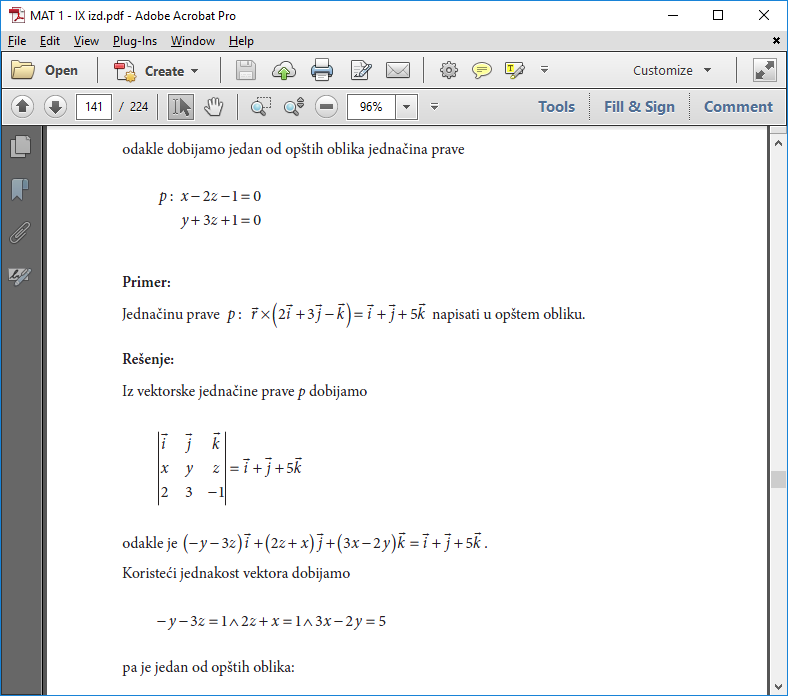 MAT 1 - IX izd.pdf - Adobe Acrobat Pro
File Edit View Plug-Ins Window Help
Open Create Customize
141 / 224 96% Tools Fill & Sign Comment
odakle dobijamo jedan od opštih oblika jednačina prave
p: x − 2z − 1 = 0
y + 3z + 1 = 0
Primer:
Jednačinu prave p: r⃗ × (2i⃗ + 3j⃗ − k⃗) = i⃗ + j⃗ + 5k⃗ napisati u opštem obliku.
Rešenje:
Iz vektorske jednačine prave p dobijamo
| i⃗ j⃗ k⃗ |
| x y z | = i⃗ + j⃗ + 5k⃗
| 2 3 −1 |
odakle je (−y − 3z)i⃗ + (2z + x)j⃗ + (3x − 2y)k⃗ = i⃗ + j⃗ + 5k⃗ .
Koristeći jednakost vektora dobijamo
−y − 3z = 1 ∧ 2z + x = 1 ∧ 3x − 2y = 5
pa je jedan od opštih oblika: